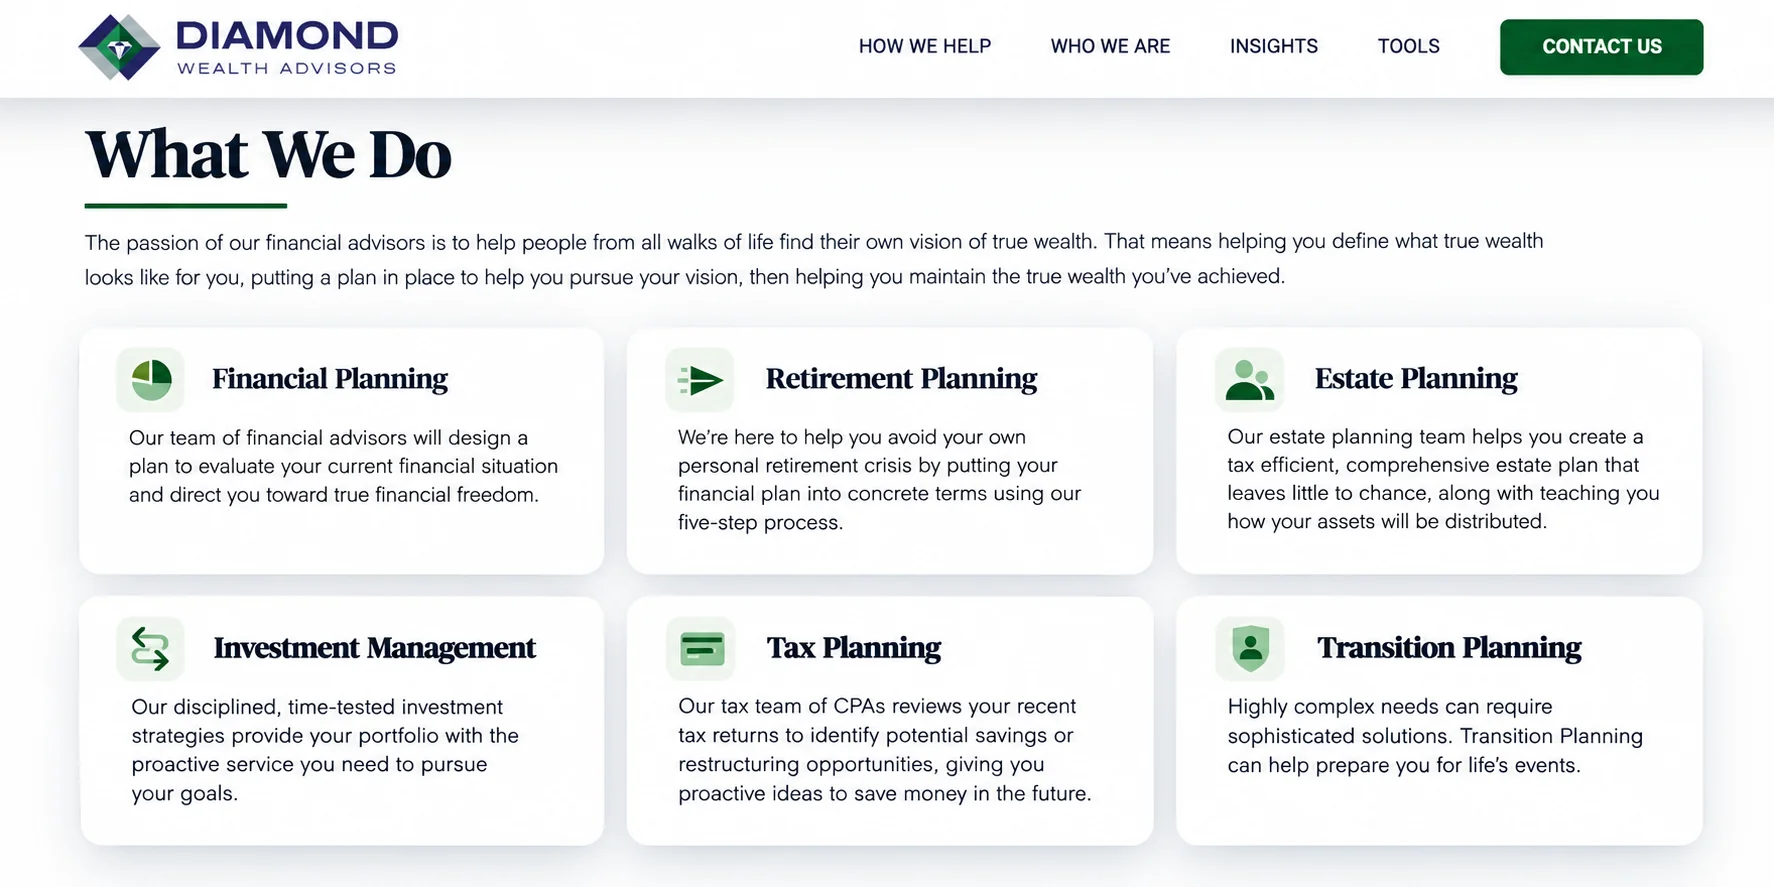 DIAMOND
WEALTH ADVISORS
HOW WE HELP
WHO WE ARE
INSIGHTS
TOOLS
CONTACT US
What We Do
The passion of our financial advisors is to help people from all walks of life find their own vision of true wealth. That means helping you define what true wealth
looks like for you, putting a plan in place to help you pursue your vision, then helping you maintain the true wealth you’ve achieved.
Financial Planning
Our team of financial advisors will design a
plan to evaluate your current financial situation
and direct you toward true financial freedom.
Retirement Planning
We’re here to help you avoid your own
personal retirement crisis by putting your
financial plan into concrete terms using our
five-step process.
Estate Planning
Our estate planning team helps you create a
tax efficient, comprehensive estate plan that
leaves little to chance, along with teaching you
how your assets will be distributed.
Investment Management
Our disciplined, time-tested investment
strategies provide your portfolio with the
proactive service you need to pursue
your goals.
Tax Planning
Our tax team of CPAs reviews your recent
tax returns to identify potential savings or
restructuring opportunities, giving you
proactive ideas to save money in the future.
Transition Planning
Highly complex needs can require
sophisticated solutions. Transition Planning
can help prepare you for life’s events.